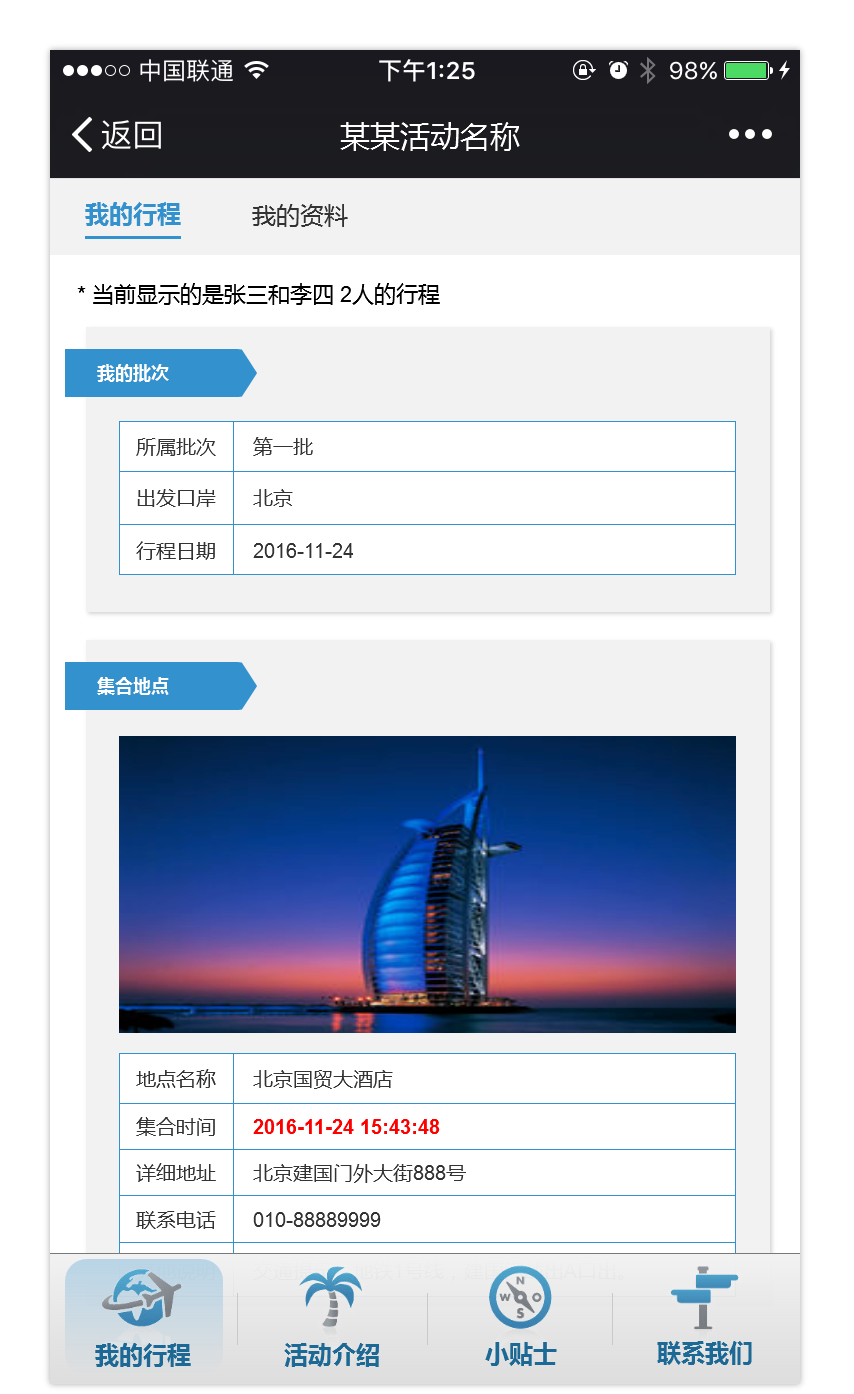 中国联通 下午1:25 98%
返回 某某活动名称
我的行程 我的资料
* 当前显示的是张三和李四 2人的行程
我的批次
所属批次 第一批
出发口岸 北京
行程日期 2016-11-24
集合地点
地点名称 北京国贸大酒店
集合时间 2016-11-24 15:43:48
详细地址 北京建国门外大街888号
联系电话 010-88889999
N
W O
S
我的行程 活动介绍 小贴士 联系我们